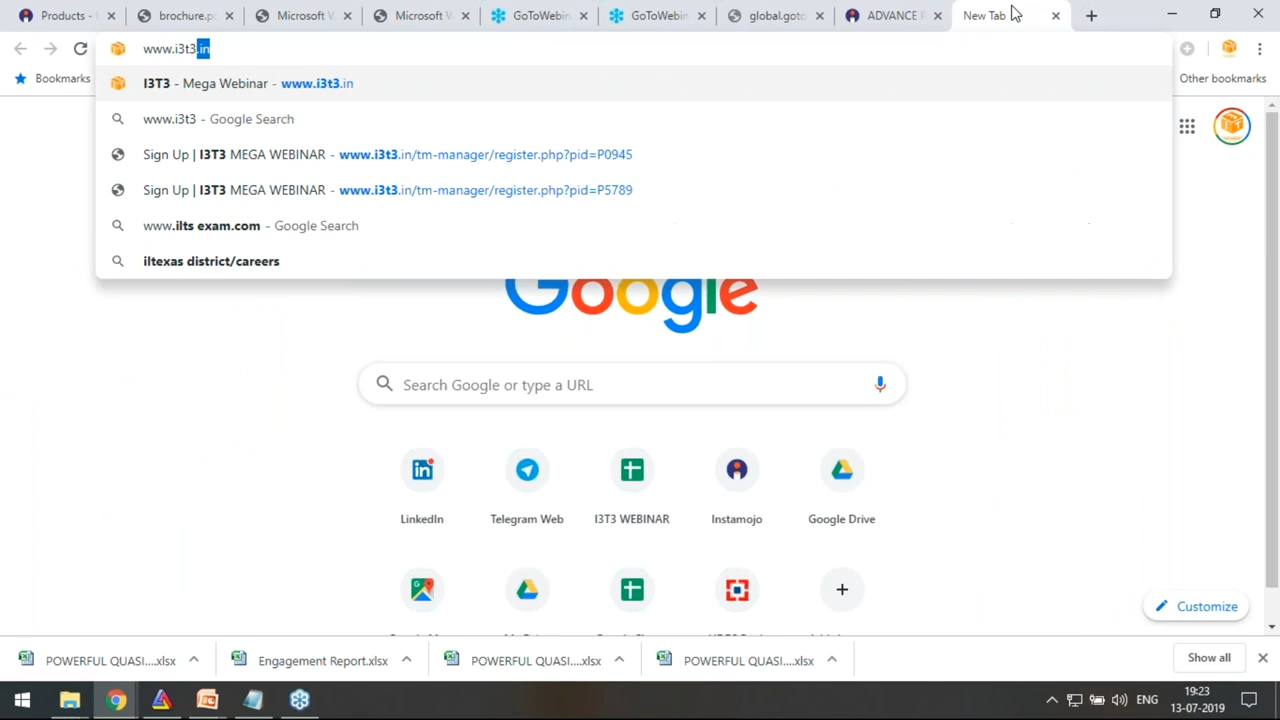 Products -
brochure.p
Microsoft V
Microsoft V
GoToWebin
GoToWebin
global.goto
ADVANCE
New Tab
www.i3t3.in
Bookmarks
Other bookmarks
I3T3 - Mega Webinar - www.i3t3.in
www.i3t3 - Google Search
Sign Up | I3T3 MEGA WEBINAR - www.i3t3.in/tm-manager/register.php?pid=P0945
Sign Up | I3T3 MEGA WEBINAR - www.i3t3.in/tm-manager/register.php?pid=P5789
www.ilts exam.com - Google Search
iltexas district/careers
Google
Search Google or type a URL
LinkedIn
Telegram Web
I3T3 WEBINAR
Instamojo
Google Drive
Customize
POWERFUL QUASI....xlsx
Engagement Report.xlsx
POWERFUL QUASI....xlsx
POWERFUL QUASI....xlsx
Show all
ENG
19:23
13-07-2019